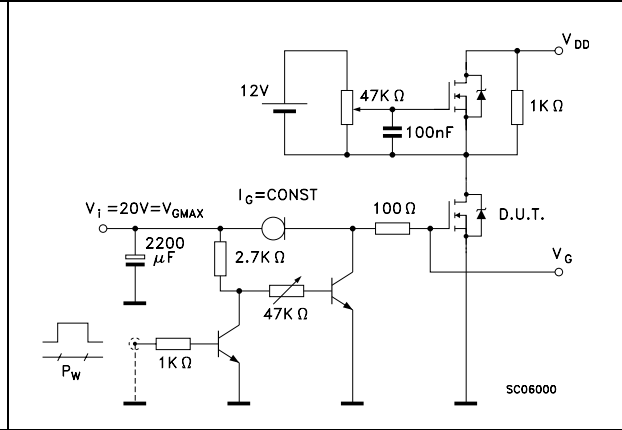 V DD
12V
47K Ω
1K Ω
100nF
I G =CONST
V i =20V=V GMAX
100 Ω
D.U.T.
2200
μF
2.7K Ω
V G
47K Ω
1K Ω
P W
SC06000